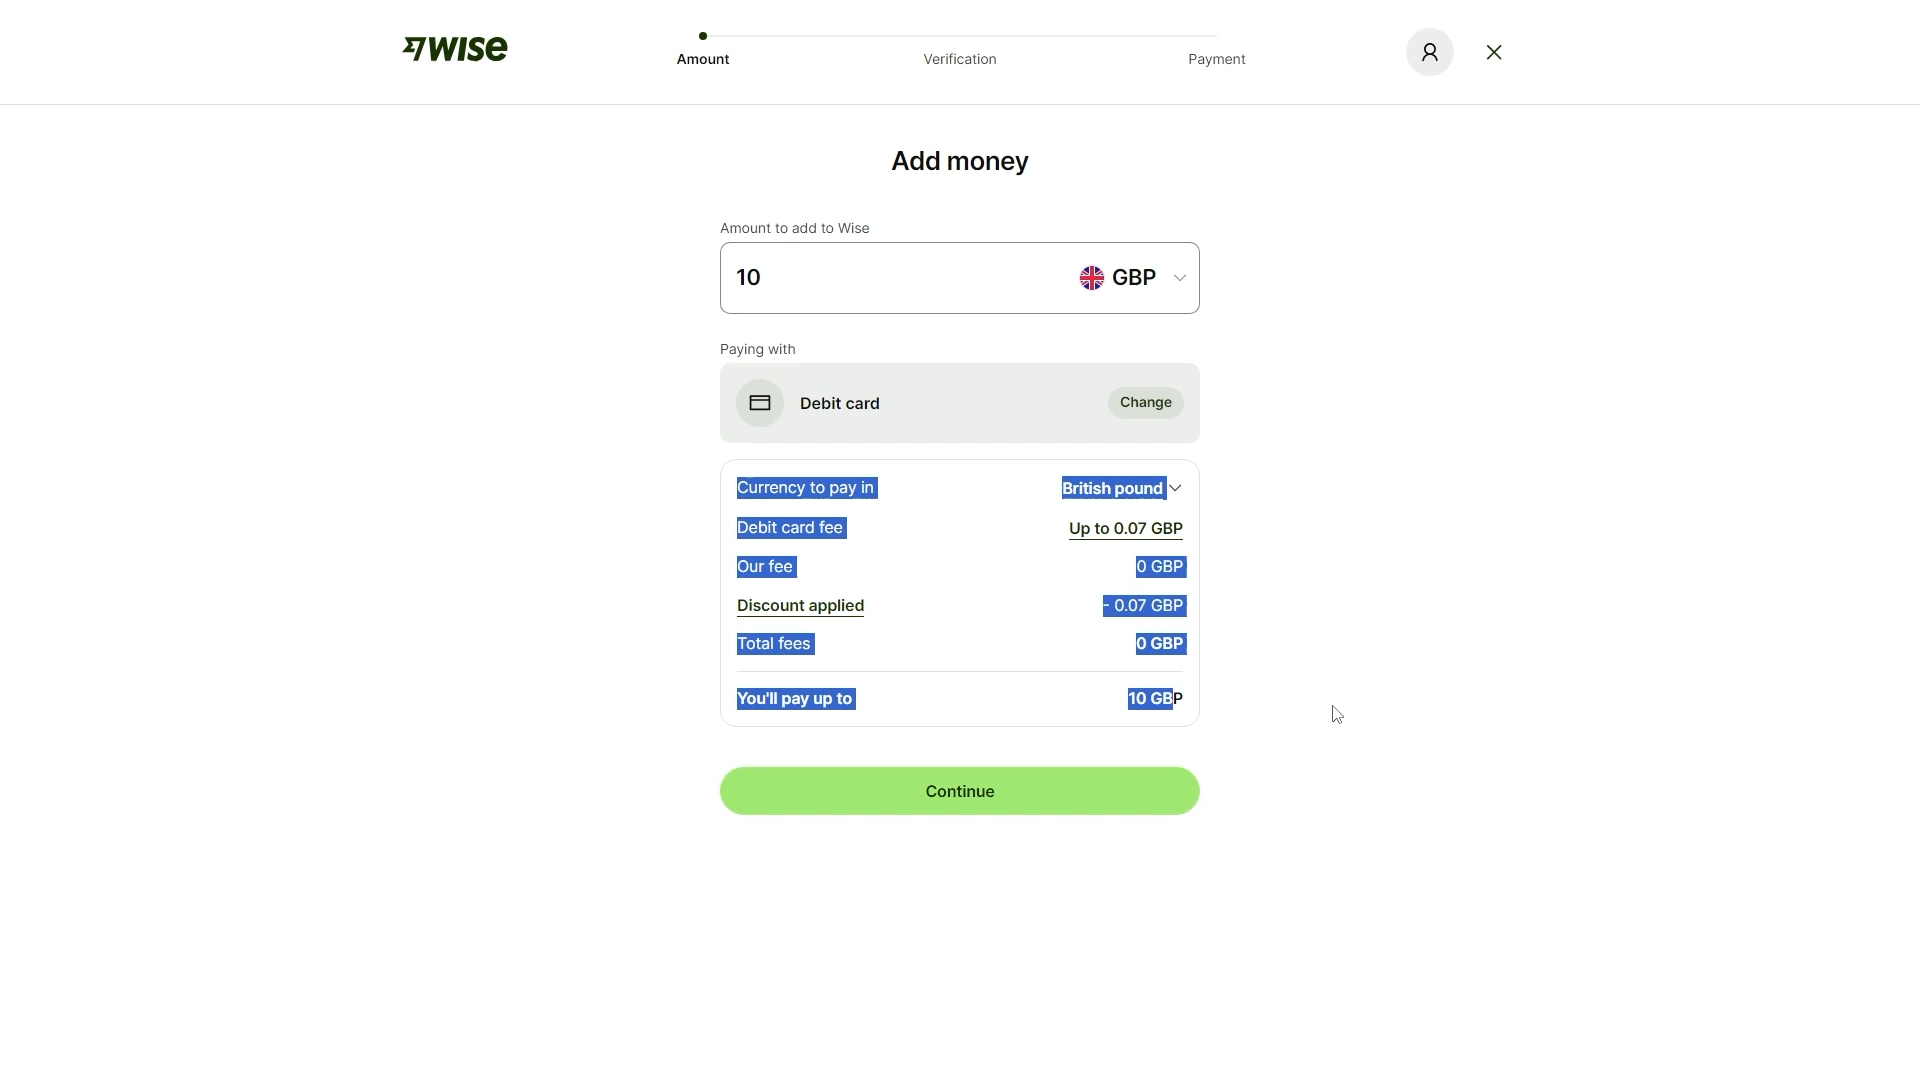 WISE
Amount
Verification
Payment
Add money
Amount to add to Wise
10 GBP
Paying with
Debit card Change
Currency to pay in British pound
Debit card fee Up to 0.07 GBP
Our fee 0 GBP
Discount applied - 0.07 GBP
Total fees 0 GBP
You'll pay up to 10 GBP
Continue